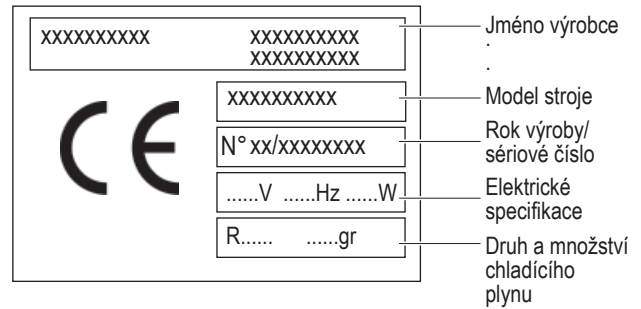 xxxxxxxxxx xxxxxxxxxx
xxxxxxxxxx
Jméno výrobce
.
.
CE
xxxxxxxxxx
Model stroje
N° xx/xxxxxxxx
Rok výroby/
sériové číslo
......V ......Hz ......W
Elektrické
specifikace
R...... ......gr
Druh a množství
chladícího
plynu